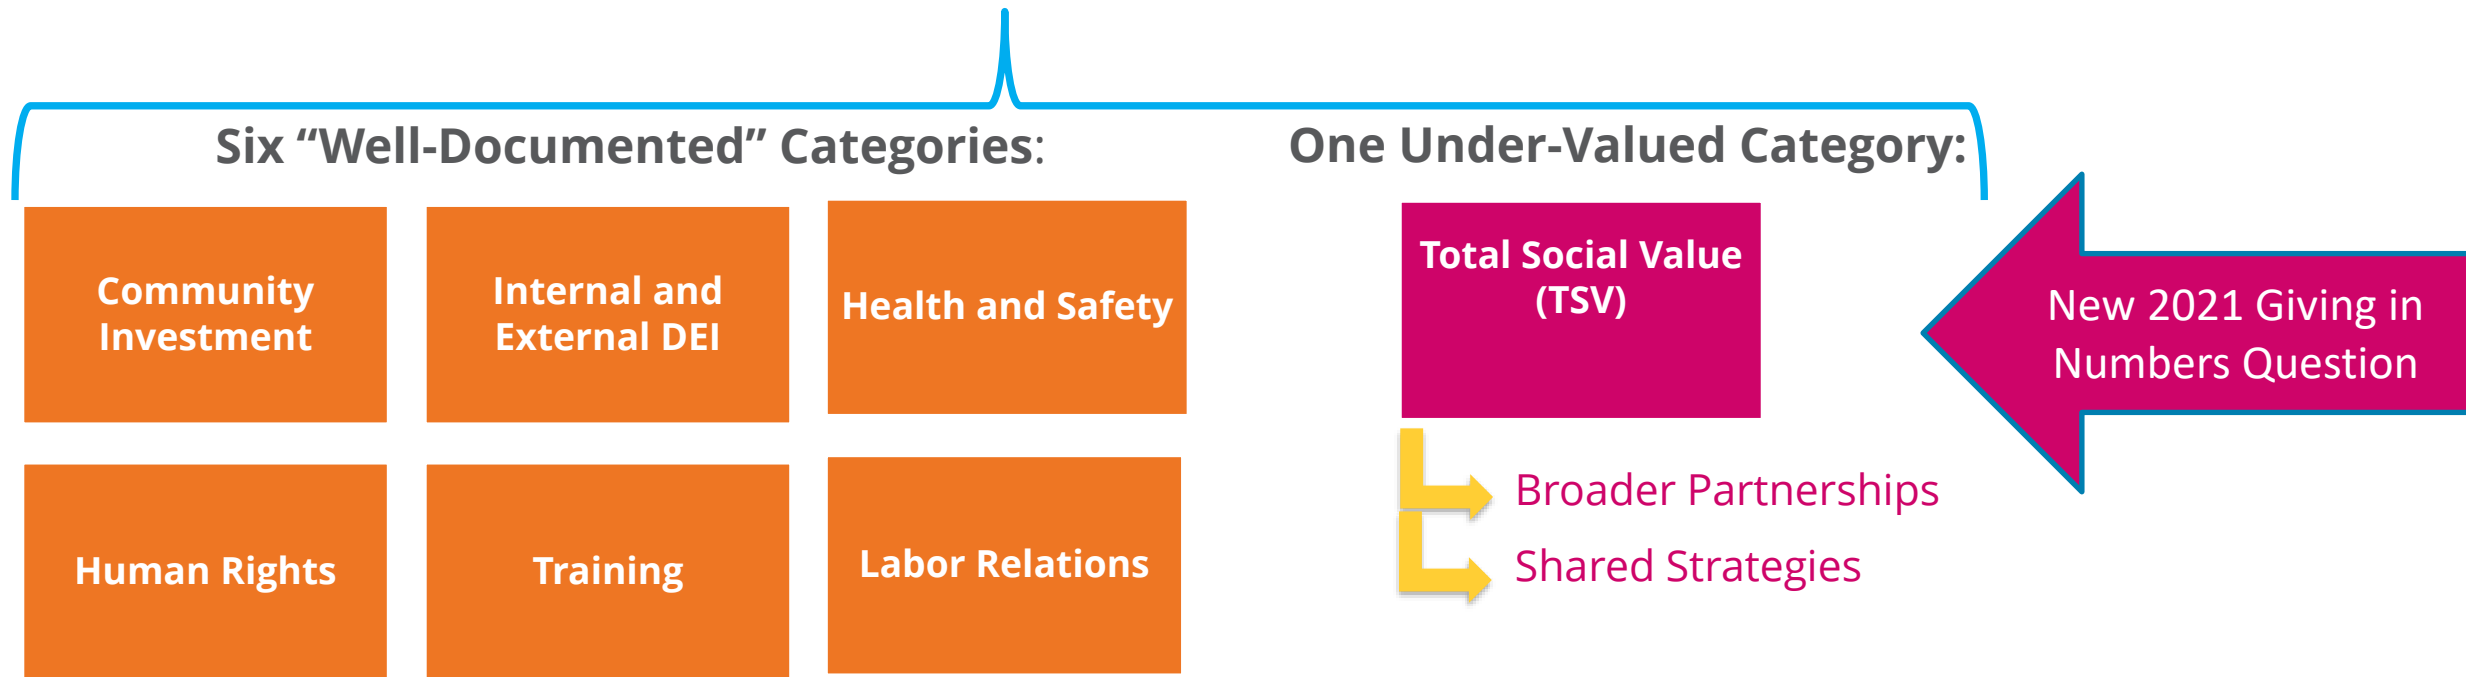 Six “Well-Documented” Categories:
One Under-Valued Category:
Community
Investment
Internal and
External DEI
Health and Safety
Human Rights
Training
Labor Relations
Total Social Value
(TSV)
Broader Partnerships
Shared Strategies
New 2021 Giving in
Numbers Question